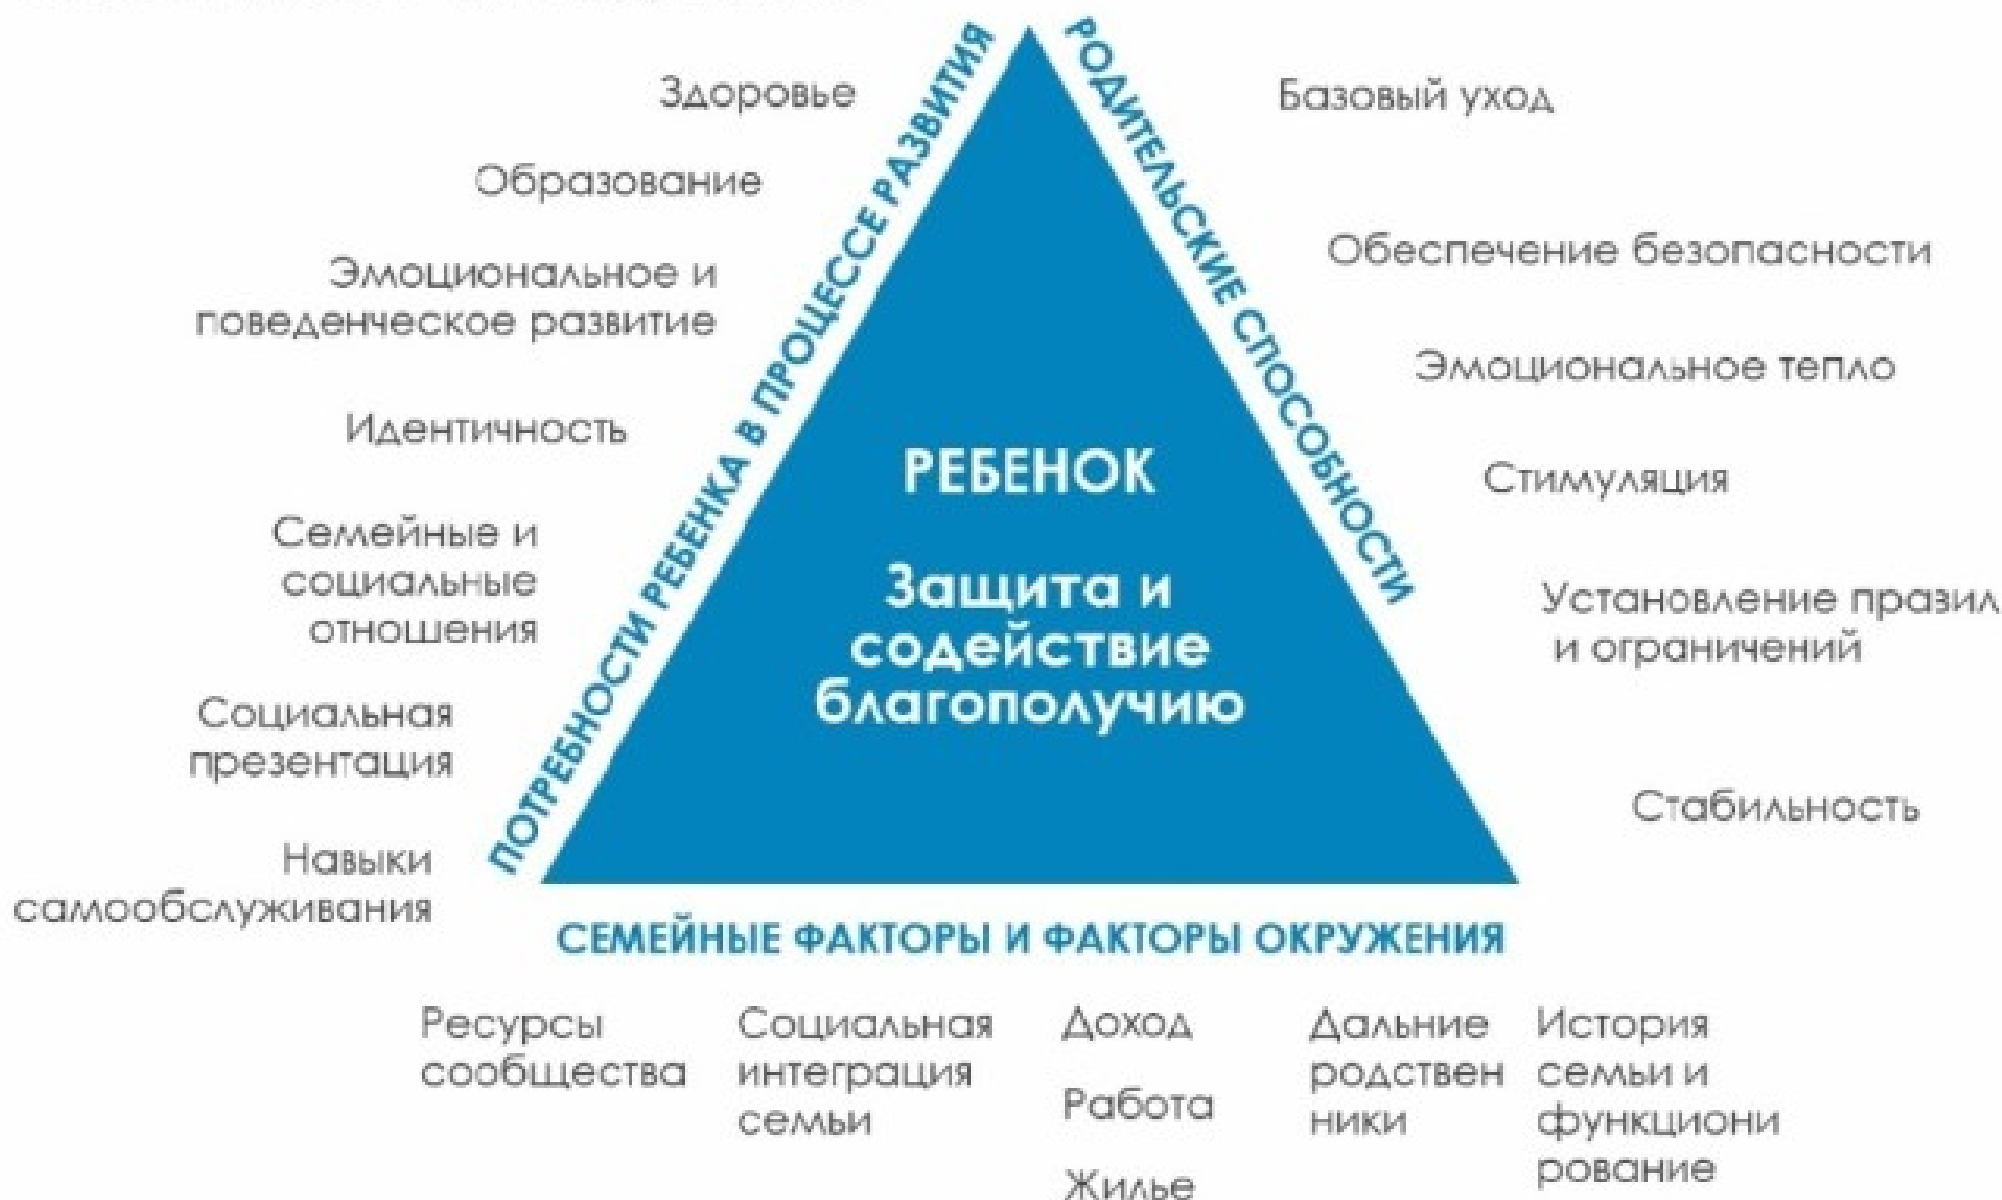 Здоровье
Образование
Эмоциональное и
поведенческое развитие
Идентичность
Семейные и
социальные
отношения
Социальная
презентация
Навыки
самообслуживания
ПОТРЕБНОСТИ РЕБЕНКА В ПРОЦЕССЕ РАЗВИТИЯ
РЕБЕНОК
Защита и
содействие
благополучию
РОДИТЕЛЬСКИЕ СПОСОБНОСТИ
Базовый уход
Обеспечение безопасности
Эмоциональное тепло
Стимуляция
Установление правил
и ограничений
Стабильность
СЕМЕЙНЫЕ ФАКТОРЫ И ФАКТОРЫ ОКРУЖЕНИЯ
Ресурсы
сообщества
Социальная
интеграция
семьи
Доход
Работа
Жилье
Дальние
родствен
ники
История
семьи и
функциони
рование